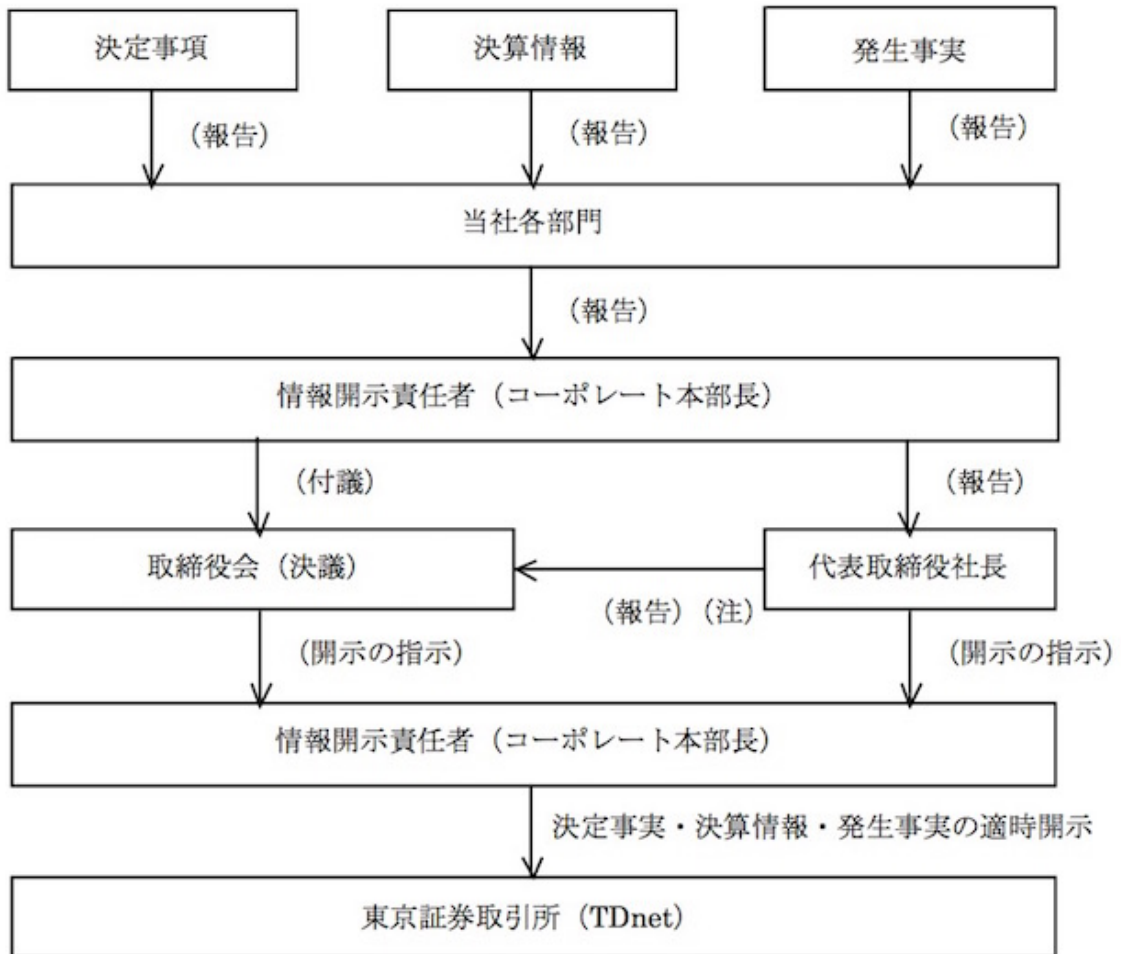 決定事項
決算情報
発生事実
（報告）
（報告）
（報告）
当社各部門
（報告）
情報開示責任者（コーポレート本部長）
（付議）
（報告）
取締役会（決議）
代表取締役社長
（報告）（注）
（開示の指示）
（開示の指示）
情報開示責任者（コーポレート本部長）
決定事実・決算情報・発生事実の適時開示
東京証券取引所（TDnet）